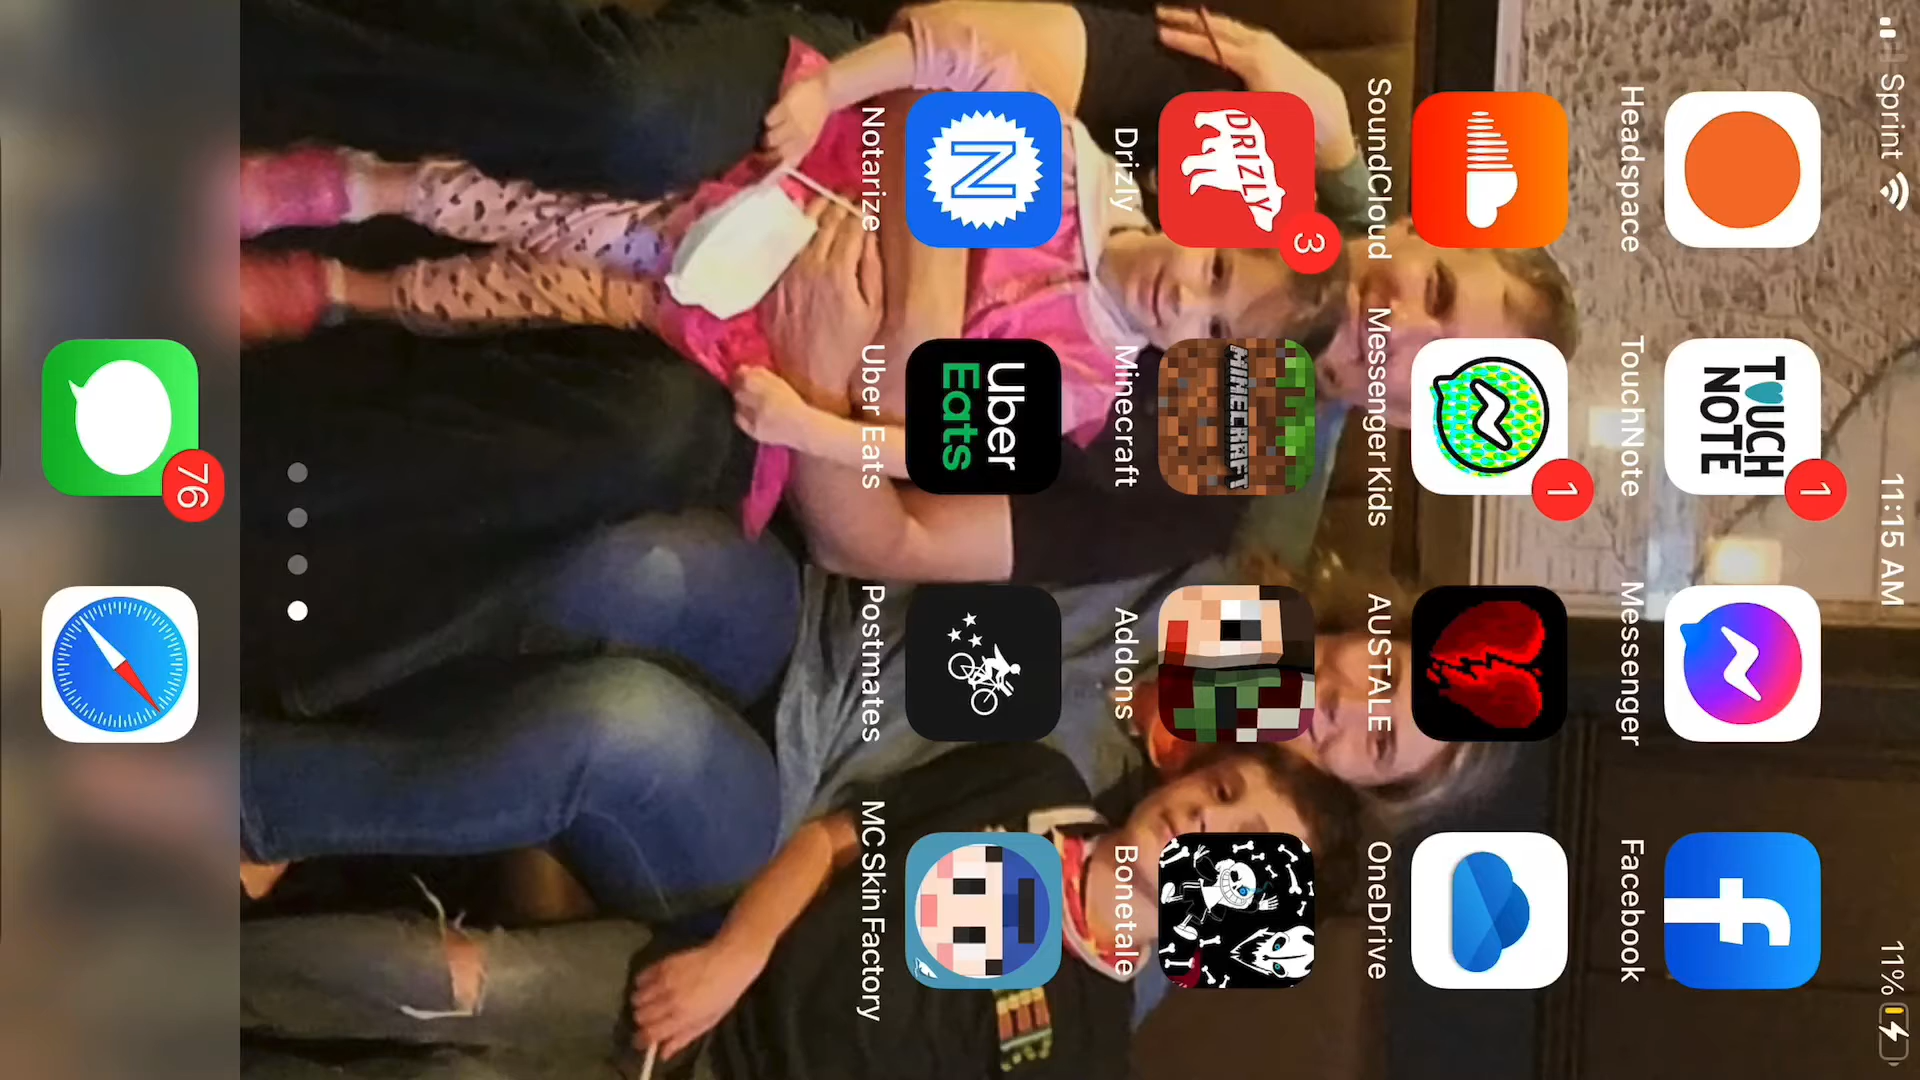 Sprint 11:15 AM 11%
TOUCH
NOTE
1
f
Headspace TouchNote Messenger Facebook
1
SoundCloud Messenger Kids AUSTALE OneDrive
DRIZLY
3
MINECRAFT
Drizly Minecraft Addons Bonetale
N
Uber
Eats
Notarize Uber Eats Postmates MC Skin Factory
76